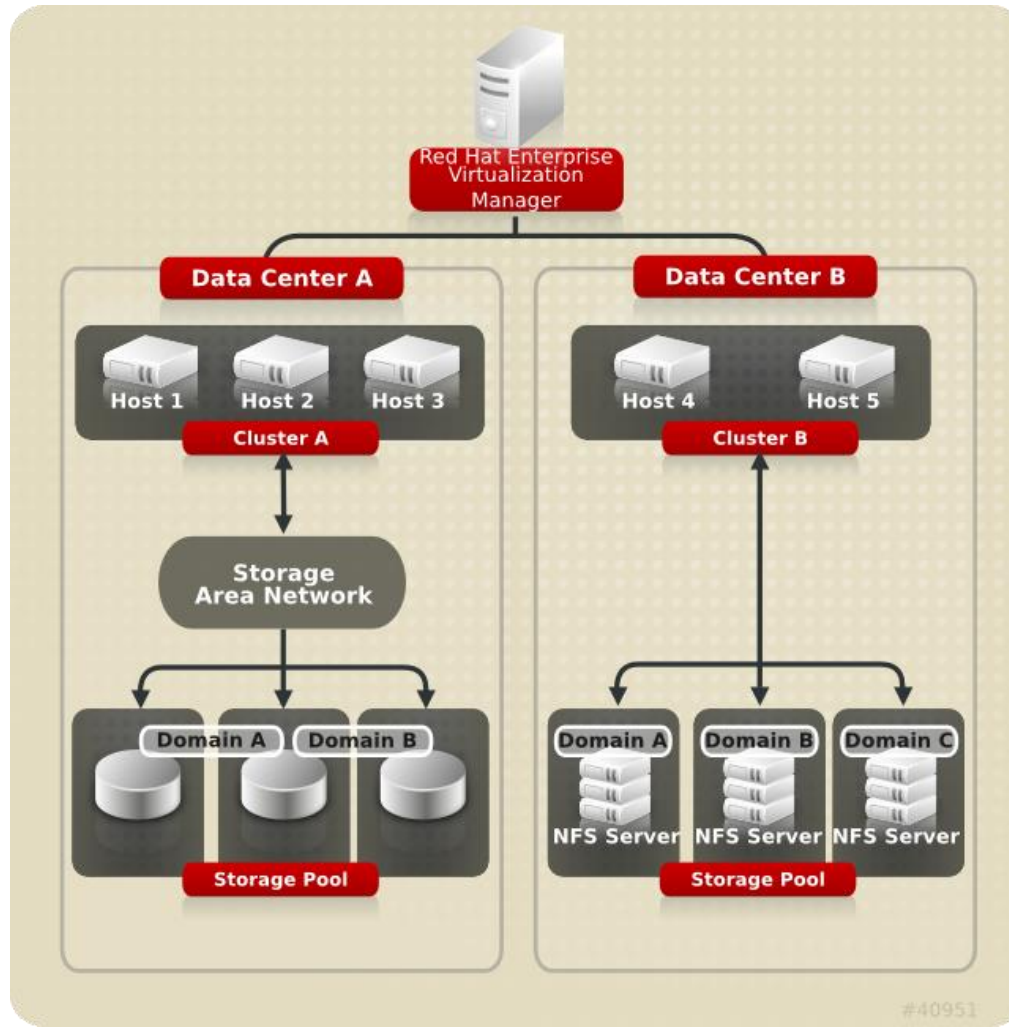 Red Hat Enterprise
Virtualization
Manager
Data Center A
Data Center B
Host 1
Host 2
Host 3
Host 4
Host 5
Cluster A
Cluster B
Storage
Area Network
Domain A
Domain B
Domain A
Domain B
Domain C
NFS Server
NFS Server
NFS Server
Storage Pool
Storage Pool
#40951